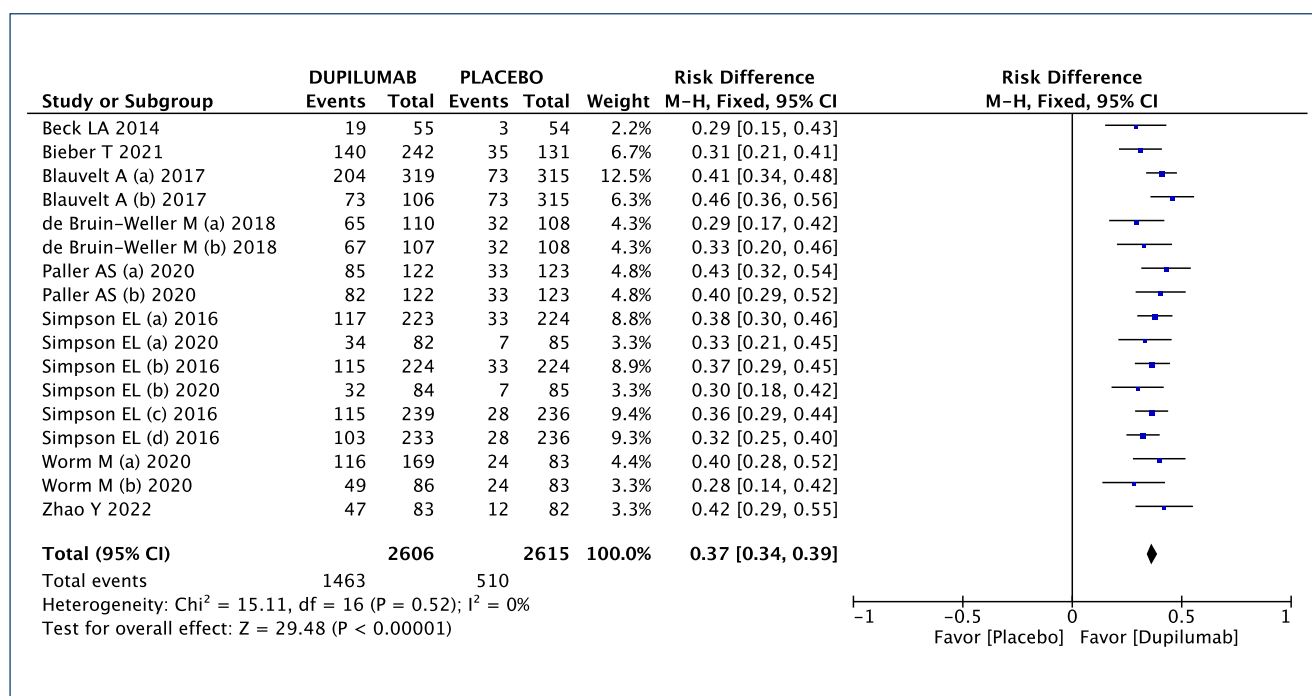 DUPILUMAB PLACEBO Risk Difference Risk Difference
Study or Subgroup Events Total Events Total Weight M-H, Fixed, 95% CI M-H, Fixed, 95% CI
Beck LA 2014 19 55 3 54 2.2% 0.29 [0.15, 0.43]
Bieber T 2021 140 242 35 131 6.7% 0.31 [0.21, 0.41]
Blauvelt A (a) 2017 204 319 73 315 12.5% 0.41 [0.34, 0.48]
Blauvelt A (b) 2017 73 106 73 315 6.3% 0.46 [0.36, 0.56]
de Bruin-Weller M (a) 2018 65 110 32 108 4.3% 0.29 [0.17, 0.42]
de Bruin-Weller M (b) 2018 67 107 32 108 4.3% 0.33 [0.20, 0.46]
Paller AS (a) 2020 85 122 33 123 4.8% 0.43 [0.32, 0.54]
Paller AS (b) 2020 82 122 33 123 4.8% 0.40 [0.29, 0.52]
Simpson EL (a) 2016 117 223 33 224 8.8% 0.38 [0.30, 0.46]
Simpson EL (a) 2020 34 82 7 85 3.3% 0.33 [0.21, 0.45]
Simpson EL (b) 2016 115 224 33 224 8.9% 0.37 [0.29, 0.45]
Simpson EL (b) 2020 32 84 7 85 3.3% 0.30 [0.18, 0.42]
Simpson EL (c) 2016 115 239 28 236 9.4% 0.36 [0.29, 0.44]
Simpson EL (d) 2016 103 233 28 236 9.3% 0.32 [0.25, 0.40]
Worm M (a) 2020 116 169 24 83 4.4% 0.40 [0.28, 0.52]
Worm M (b) 2020 49 86 24 83 3.3% 0.28 [0.14, 0.42]
Zhao Y 2022 47 83 12 82 3.3% 0.42 [0.29, 0.55]
Total (95% CI) 2606 2615 100.0% 0.37 [0.34, 0.39]
Total events 1463 510
Heterogeneity: Chi² = 15.11, df = 16 (P = 0.52); I² = 0%
Test for overall effect: Z = 29.48 (P < 0.00001)
-1 -0.5 0 0.5 1
Favor [Placebo] Favor [Dupilumab]